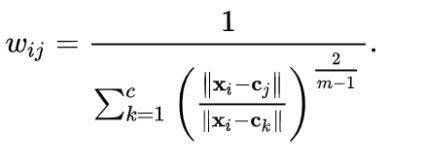 $w_{ij} = \frac{1}{\sum_{k=1}^{c} \left( \frac{\|\mathbf{x}_i - \mathbf{c}_j\|}{\|\mathbf{x}_i - \mathbf{c}_k\|} \right)^{\frac{2}{m-1}}}.$